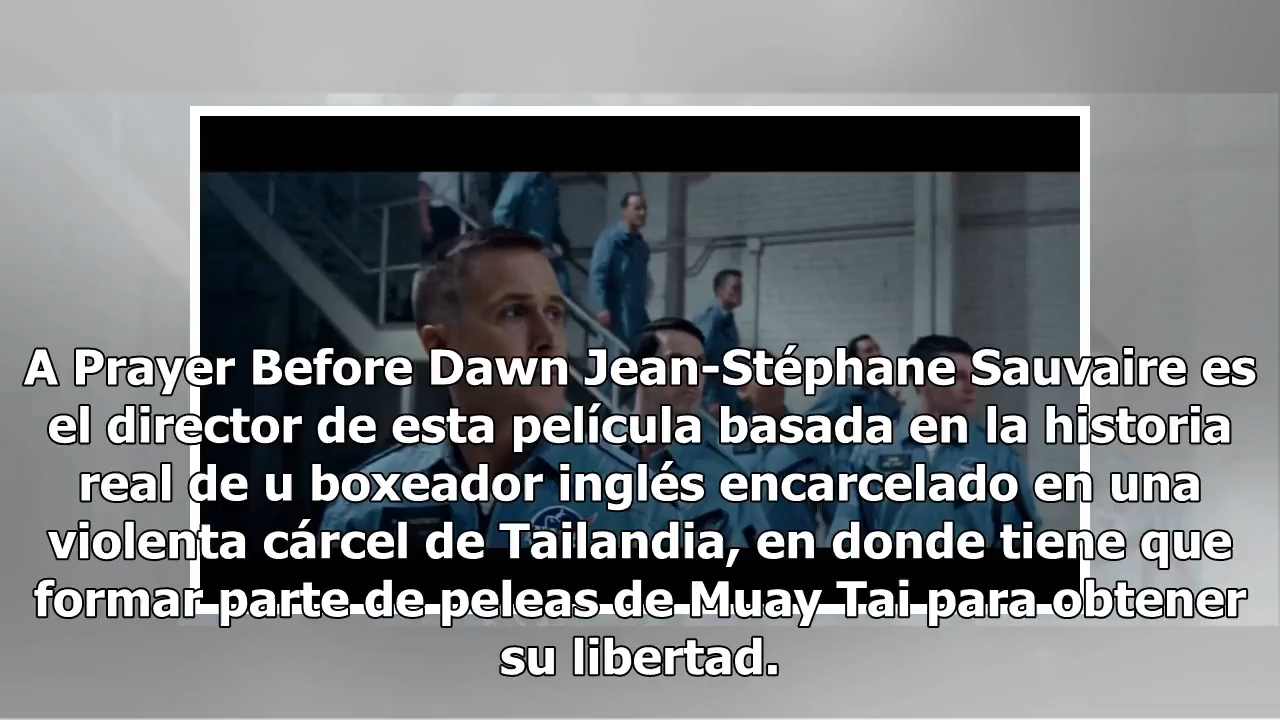 A Prayer Before Dawn Jean-Stéphane Sauvaire es
el director de esta película basada en la historia
real de u boxeador inglés encarcelado en una
violenta cárcel de Tailandia, en donde tiene que
formar parte de peleas de Muay Tai para obtener
su libertad.